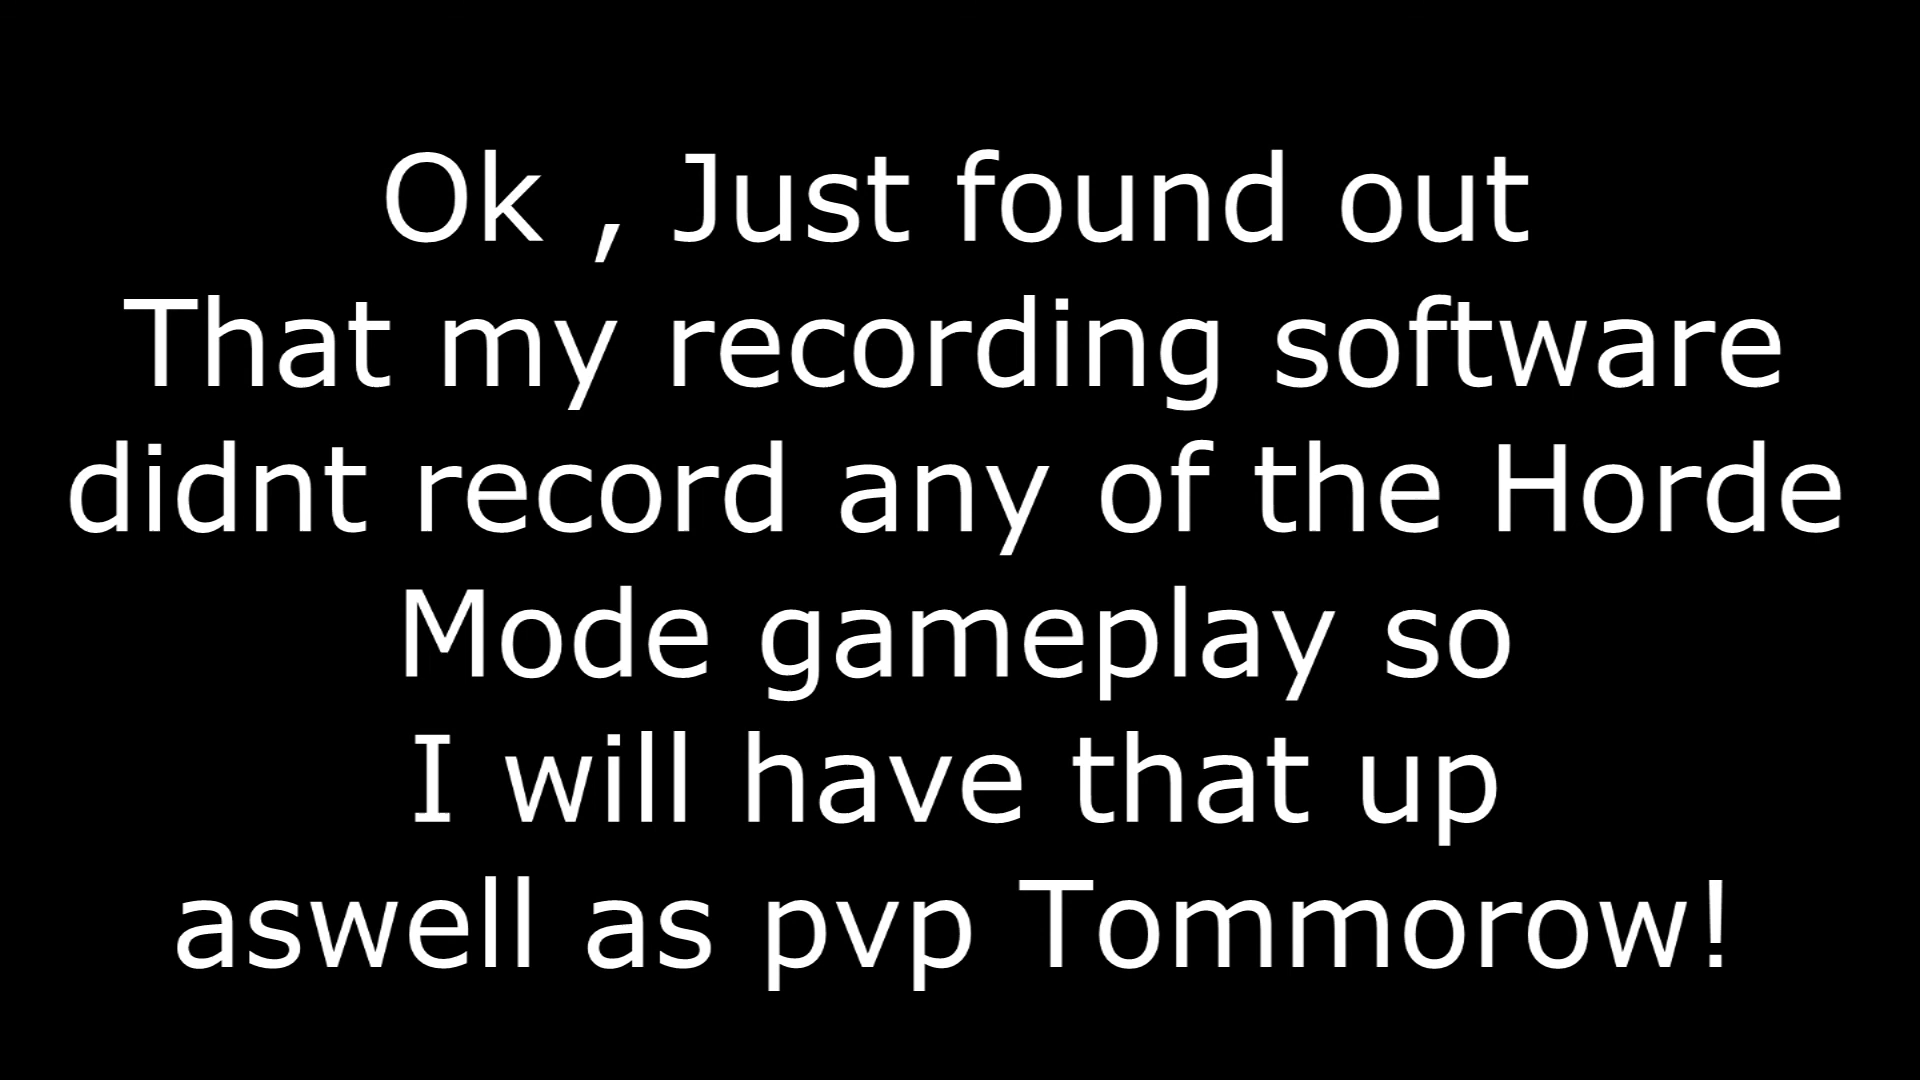 Ok , Just found out
That my recording software
didnt record any of the Horde
Mode gameplay so
I will have that up
aswell as pvp Tommorow!